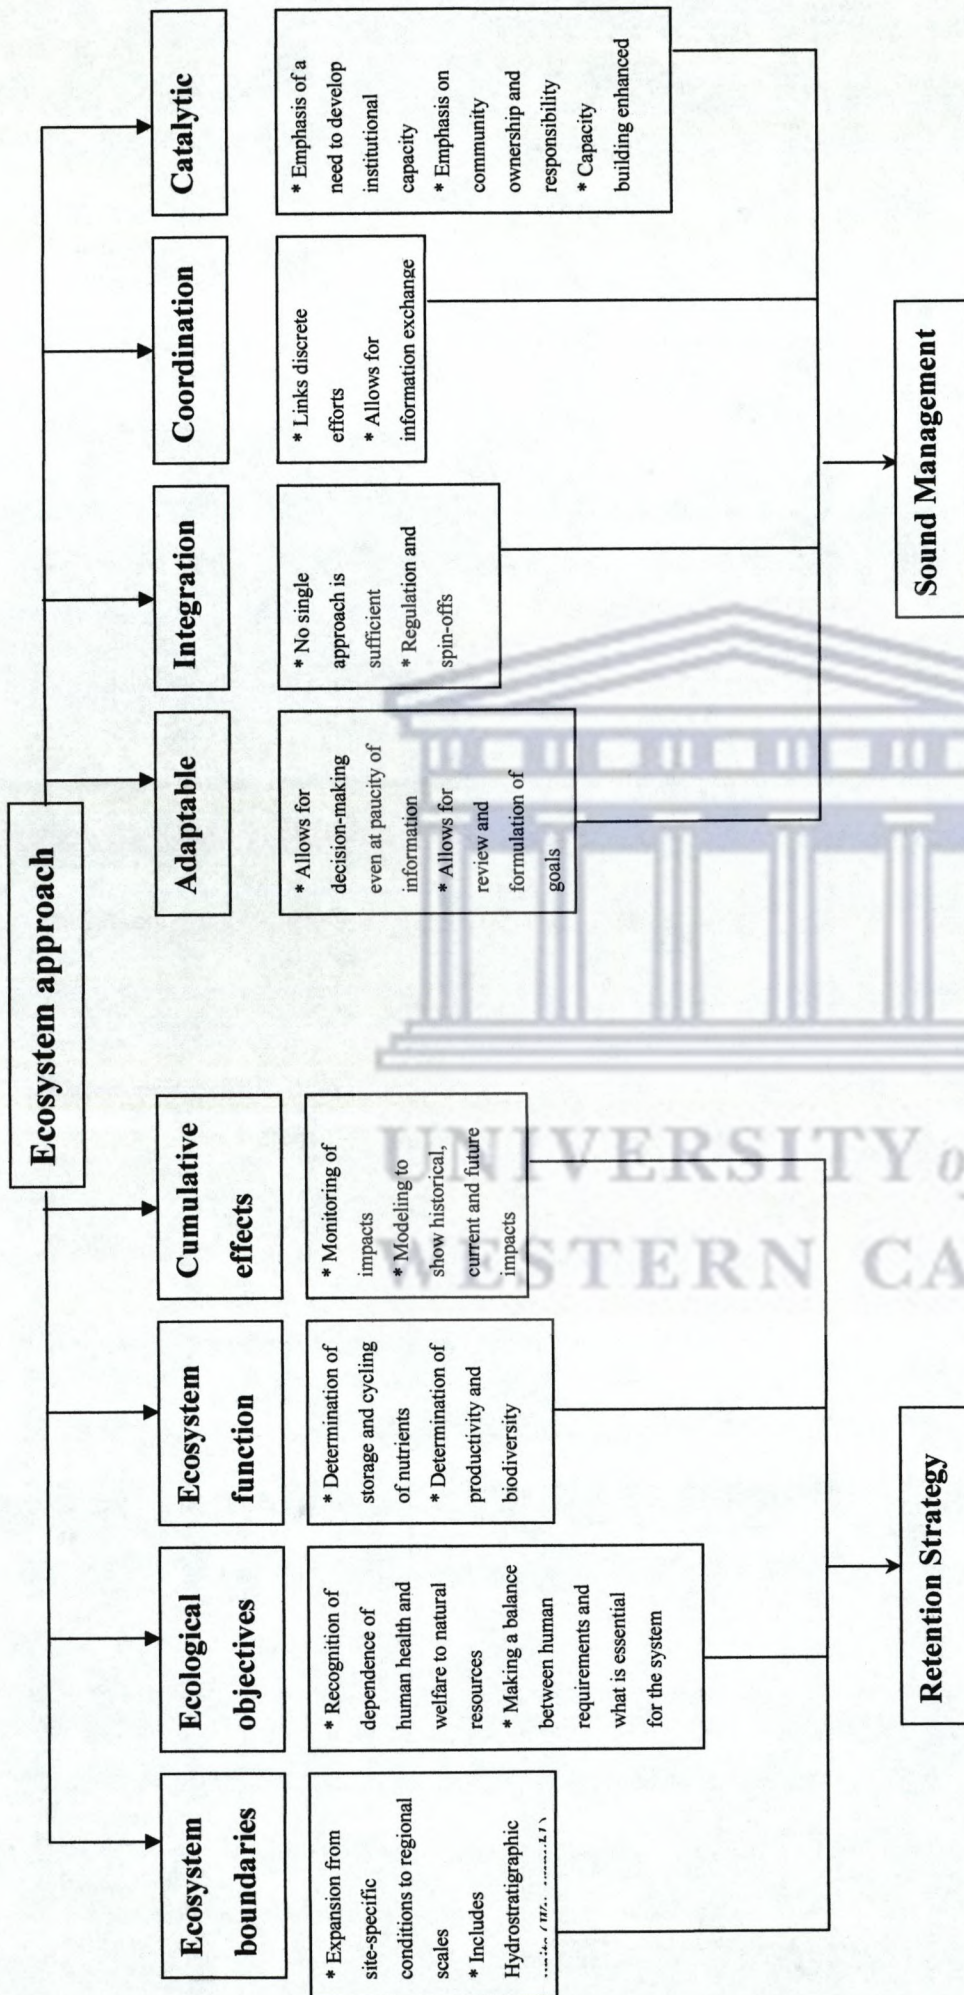 Ecosystem approach
Ecosystem
boundaries
Ecological
objectives
Ecosystem
function
Cumulative
effects
Adaptable
Integration
Coordination
Catalytic
* Expansion from
site-specific
conditions to regional
scales
* Includes
Hydrostratigraphic
* Recognition of
dependence of
human health and
welfare to natural
resources
* Making a balance
between human
requirements and
what is essential
for the system
* Determination of
storage and cycling
of nutrients
* Determination of
productivity and
biodiversity
* Monitoring of
impacts
* Modeling to
show historical,
current and future
impacts
* Allows for
decision-making
even at paucity of
information
* Allows for
review and
formulation of
goals
* No single
approach is
sufficient
* Regulation and
spin-offs
* Links discrete
efforts
* Allows for
information exchange
* Emphasis of a
need to develop
institutional
capacity
* Emphasis on
community
ownership and
responsibility
* Capacity
building enhanced
Retention Strategy
Sound Management
UNIVERSITY of
WESTERN CA